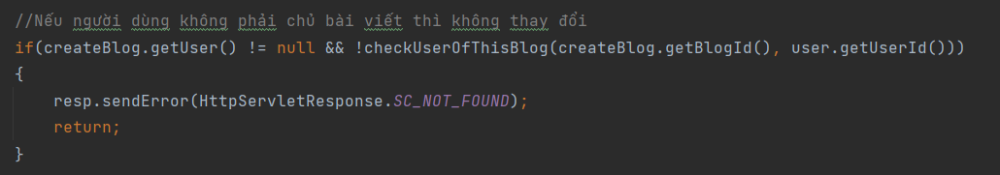 //Nếu người dùng không phải chủ bài viết thì không thay đổi
if(createBlog.getUser() != null && !checkUserOfThisBlog(createBlog.getBlogId(), user.getUserId()))
{
    resp.sendError(HttpServletResponse.SC_NOT_FOUND);
    return;
}